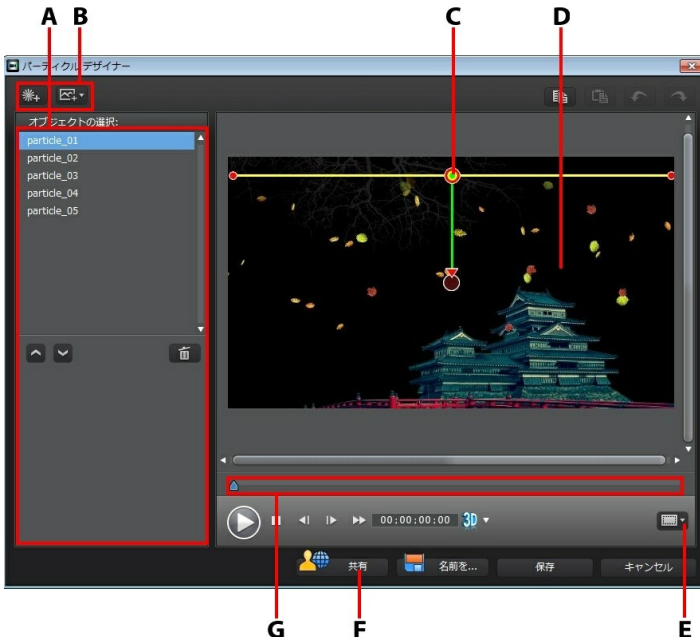 A B C D
パーティクル デザイナー
オブジェクトの選択:
particle_01
particle_02
particle_03
particle_04
particle_05
00:00:00:00 3D
共有 名前を... 保存 キャンセル
G F E